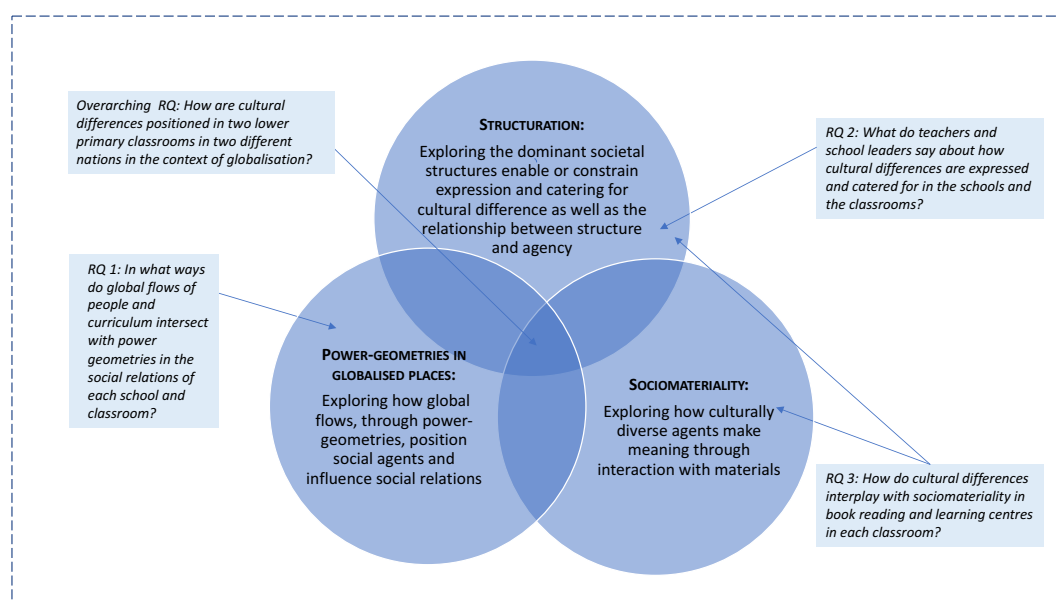 Overarching RQ: How are cultural
differences positioned in two lower
primary classrooms in two different
nations in the context of globalisation?
STRUCTURATION:
Exploring the dominant societal
structures enable or constrain
expression and catering for
cultural difference as well as the
relationship between structure
and agency
RQ 2: What do teachers and
school leaders say about how
cultural differences are expressed
and catered for in the schools and
the classrooms?
RQ 1: In what ways
do global flows of
people and
curriculum intersect
with power
geometries in the
social relations of
each school and
classroom?
POWER-GEOMETRIES IN
GLOBALISED PLACES:
Exploring how global
flows, through power-
geometries, position
social agents and
influence social relations
SOCIOMATERIALITY:
Exploring how culturally
diverse agents make
meaning through
interaction with materials
RQ 3: How do cultural differences
interplay with sociomateriality in
book reading and learning centres
in each classroom?